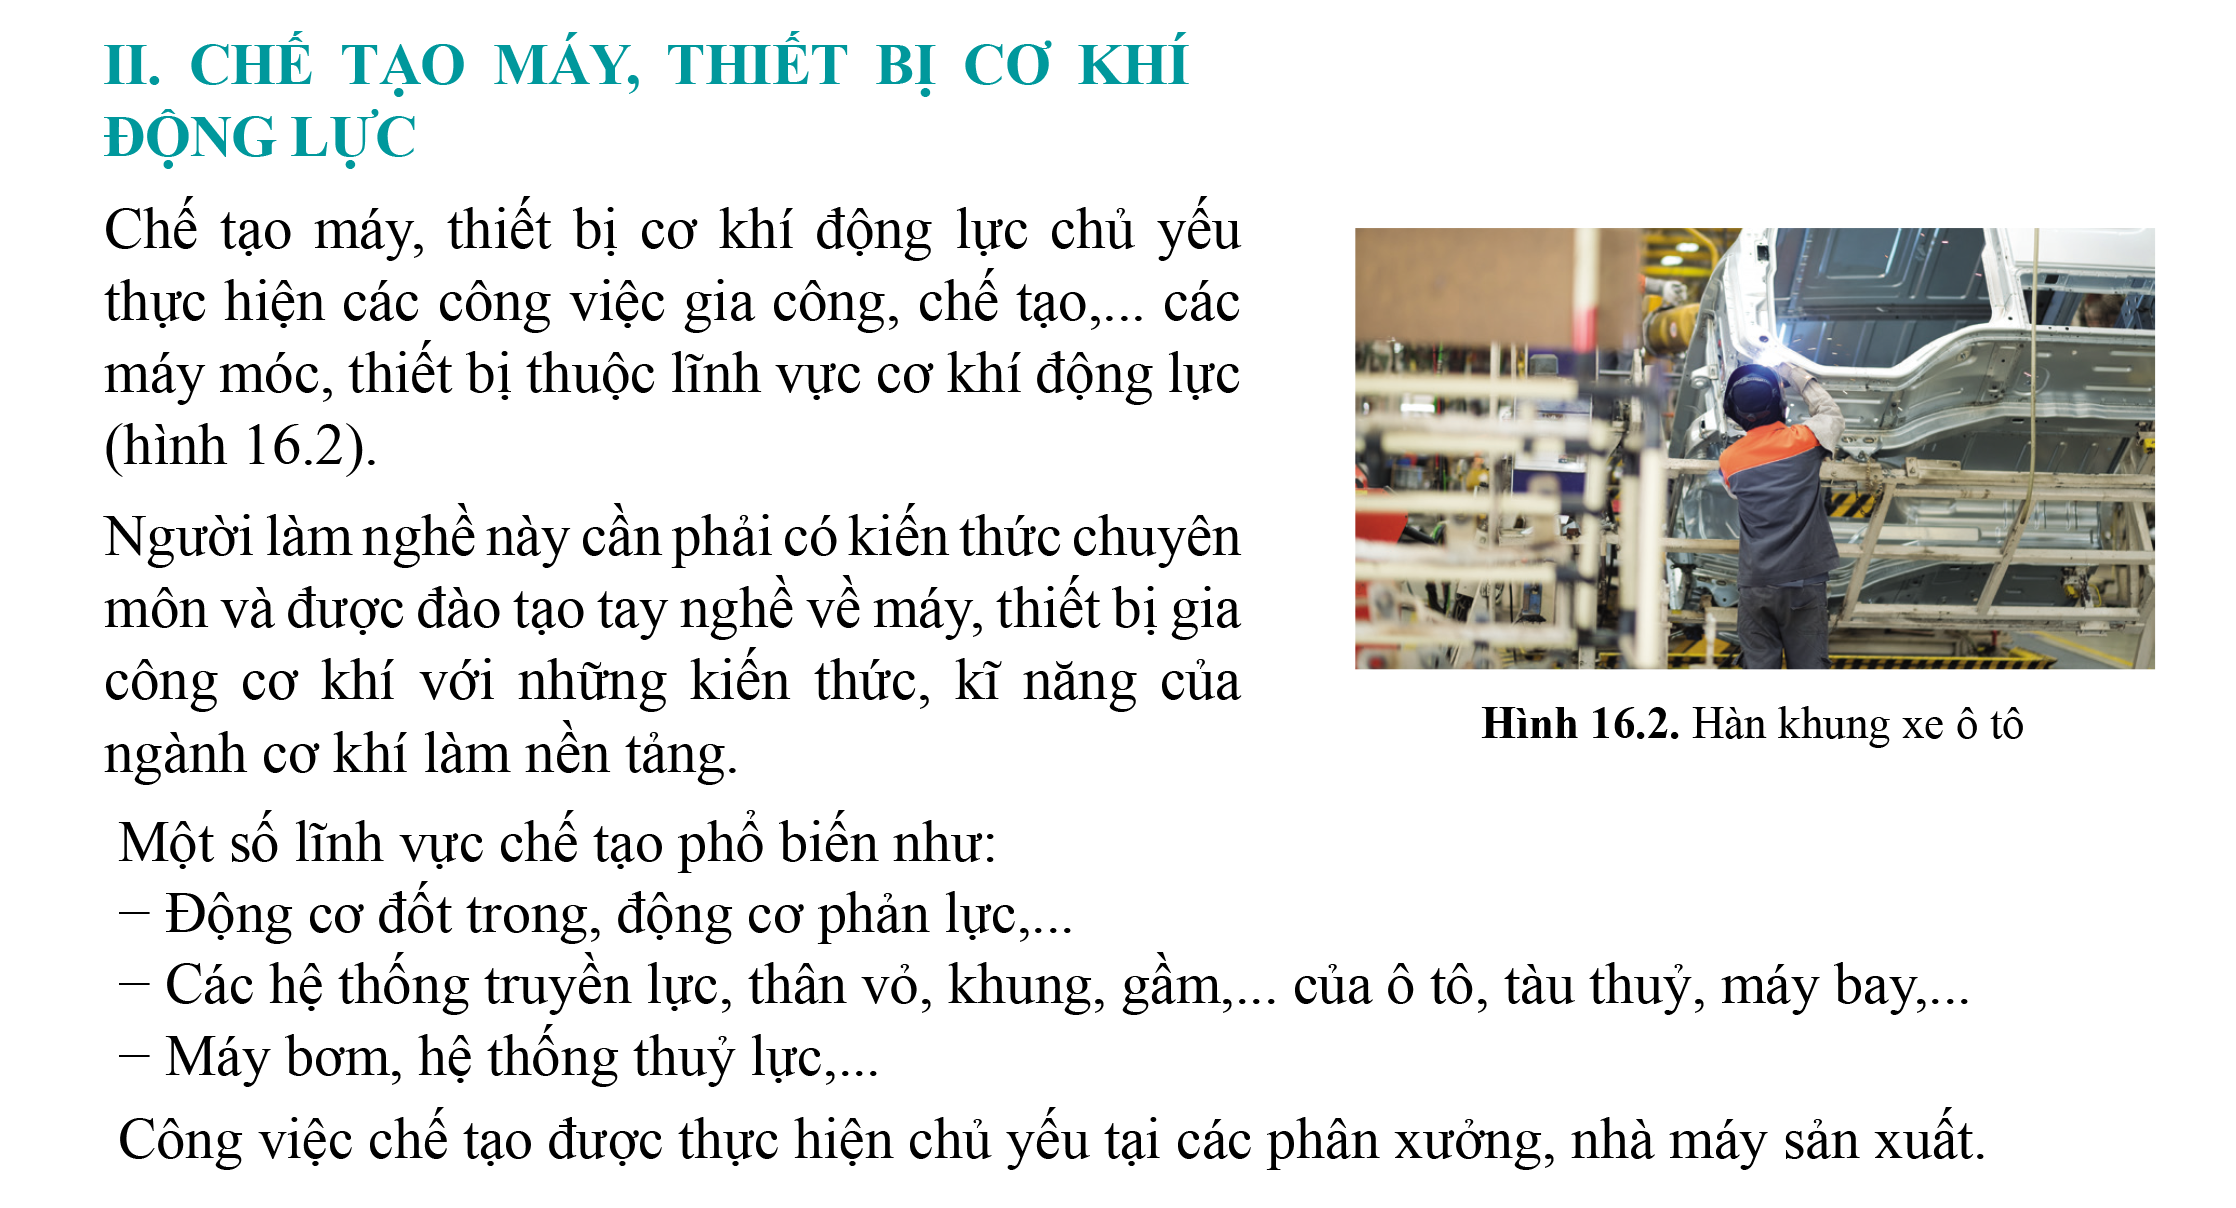 II. CHẾ TẠO MÁY, THIẾT BỊ CƠ KHÍ
ĐỘNG LỰC
Chế tạo máy, thiết bị cơ khí động lực chủ yếu
thực hiện các công việc gia công, chế tạo,... các
máy móc, thiết bị thuộc lĩnh vực cơ khí động lực
(hình 16.2).
Người làm nghề này cần phải có kiến thức chuyên
môn và được đào tạo tay nghề về máy, thiết bị gia
công cơ khí với những kiến thức, kĩ năng của
ngành cơ khí làm nền tảng.
Hình 16.2. Hàn khung xe ô tô
Một số lĩnh vực chế tạo phổ biến như:
− Động cơ đốt trong, động cơ phản lực,...
− Các hệ thống truyền lực, thân vỏ, khung, gầm,... của ô tô, tàu thuỷ, máy bay,...
− Máy bơm, hệ thống thuỷ lực,...
Công việc chế tạo được thực hiện chủ yếu tại các phân xưởng, nhà máy sản xuất.